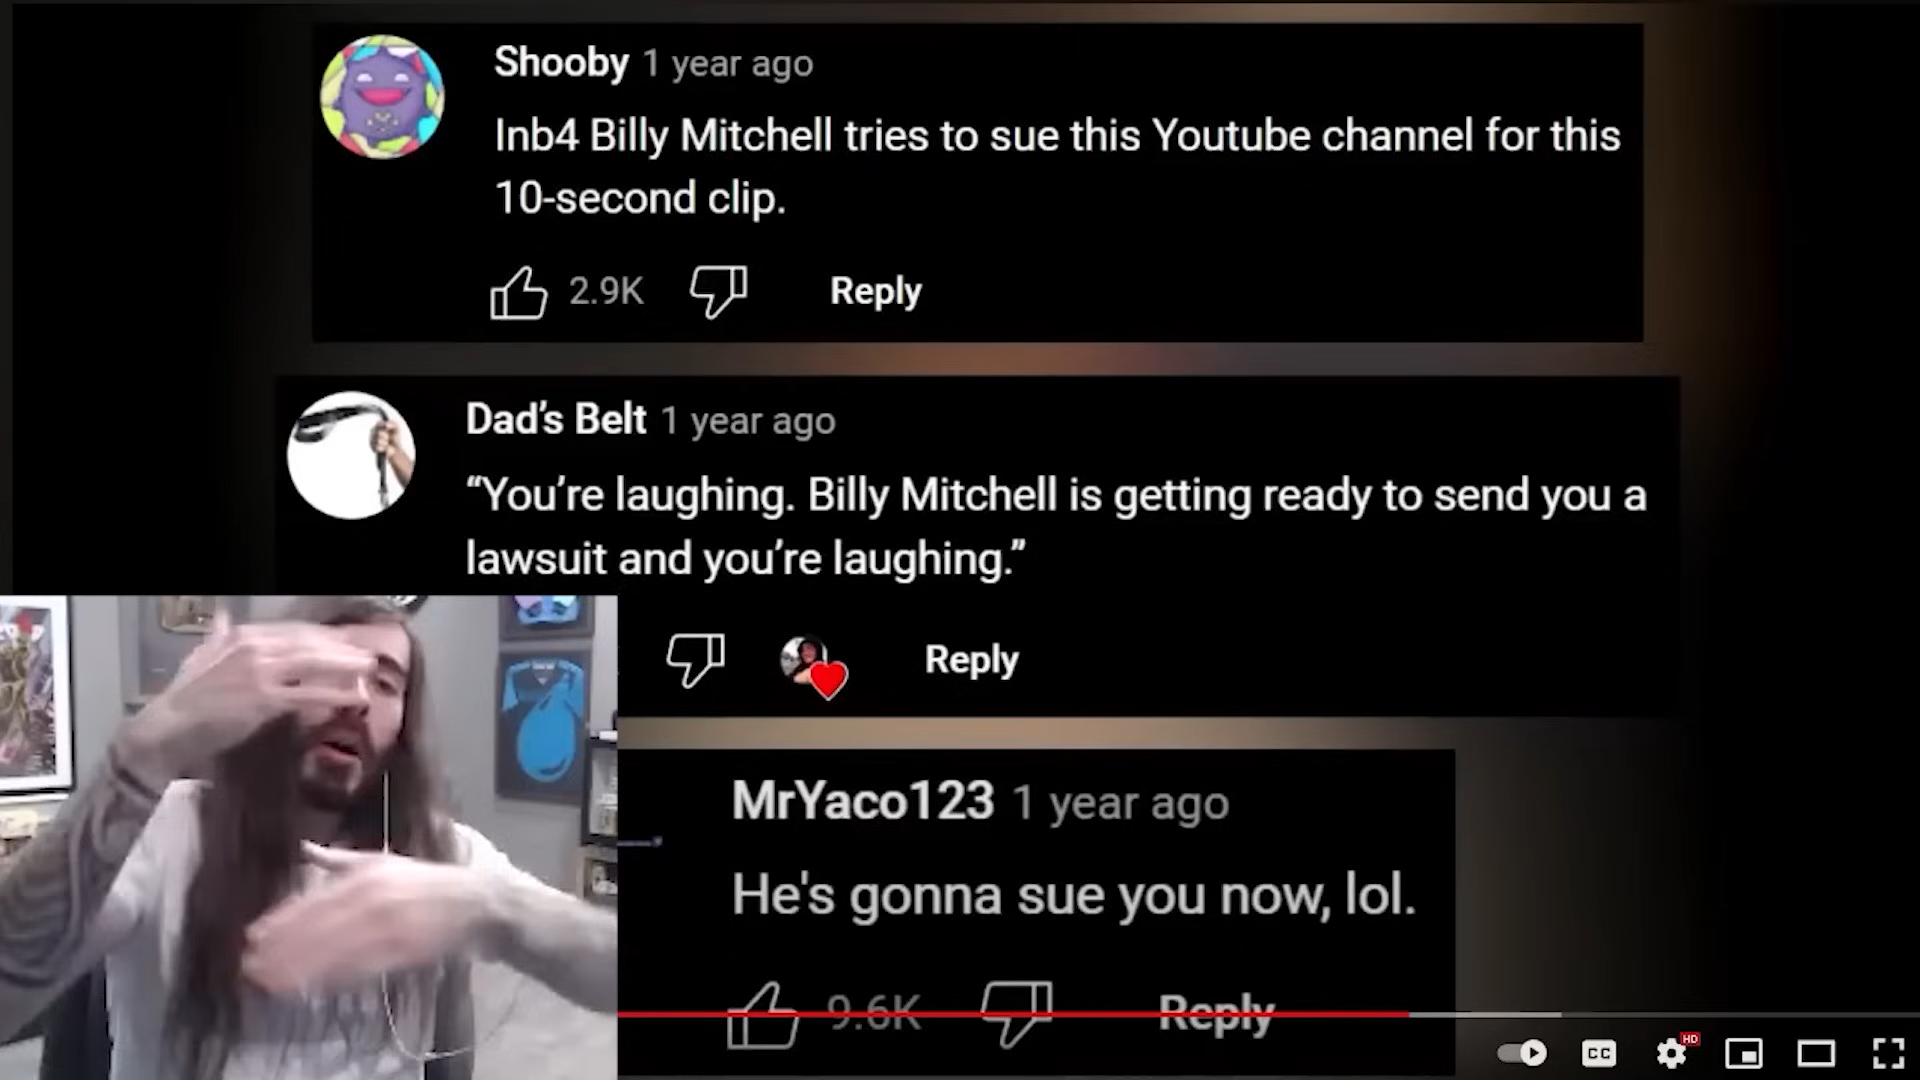 Shooby 1 year ago
Inb4 Billy Mitchell tries to sue this Youtube channel for this
10-second clip.
2.9K Reply
Dad’s Belt 1 year ago
“You’re laughing. Billy Mitchell is getting ready to send you a
lawsuit and you’re laughing.”
Reply
MrYaco123 1 year ago
He's gonna sue you now, lol.
9.6K Reply
CC HD